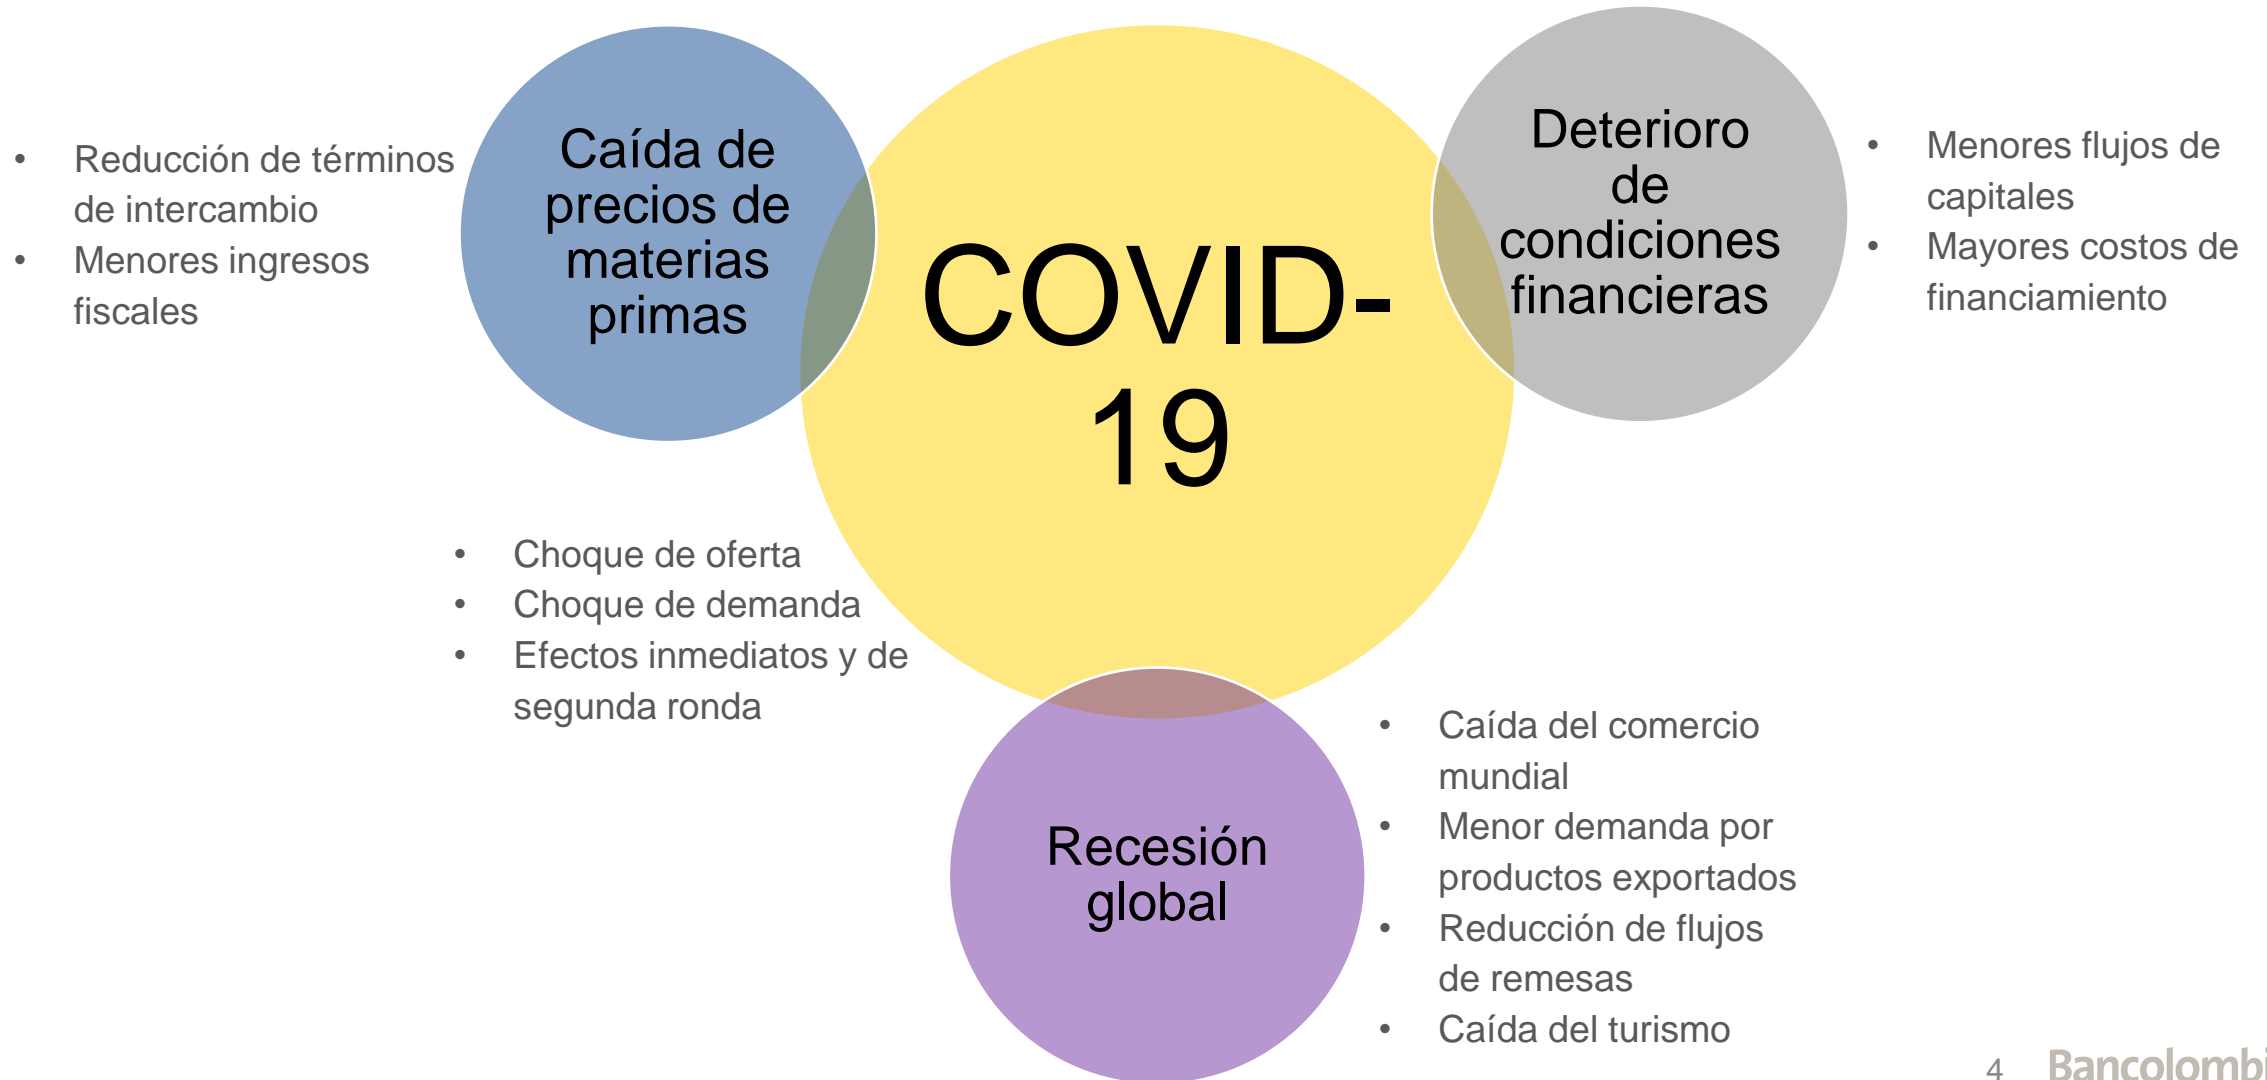 • Reducción de términos
de intercambio
• Menores ingresos
fiscales
Caída de
precios de
materias
primas
COVID-
19
Deterioro
de
condiciones
financieras
• Menores flujos de
capitales
• Mayores costos de
financiamiento
• Choque de oferta
• Choque de demanda
• Efectos inmediatos y de
segunda ronda
Recesión
global
• Caída del comercio
mundial
• Menor demanda por
productos exportados
• Reducción de flujos
de remesas
• Caída del turismo
4 Bancolombi